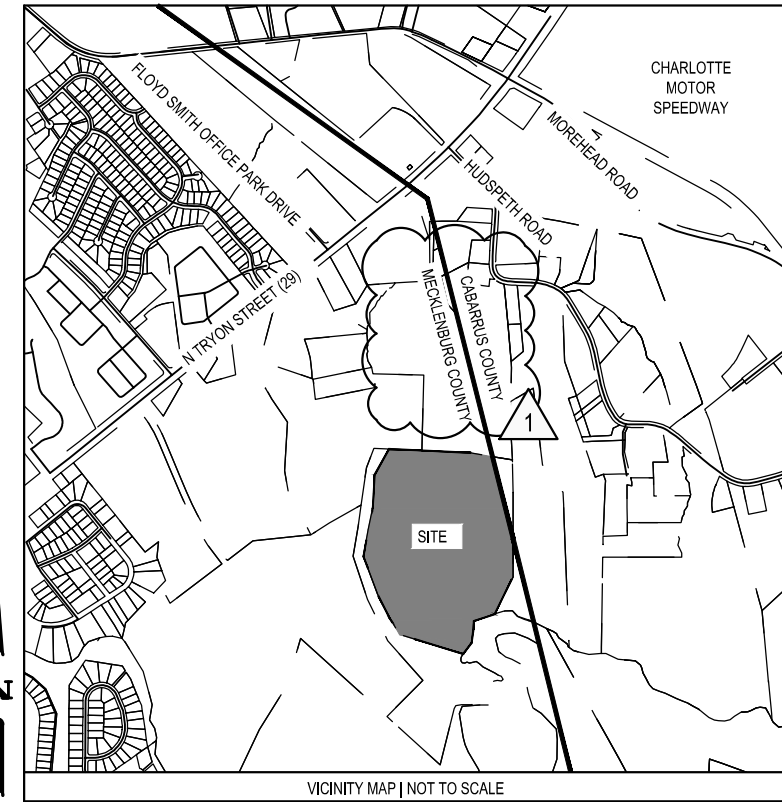 CHARLOTTE
MOTOR
SPEEDWAY
FLOYD SMITH OFFICE PARK DRIVE
MOREHEAD ROAD
HUDSPETH ROAD
N TRYON STREET (29)
MECKLENBURG COUNTY
CABARRUS COUNTY
1
SITE
N
VICINITY MAP | NOT TO SCALE